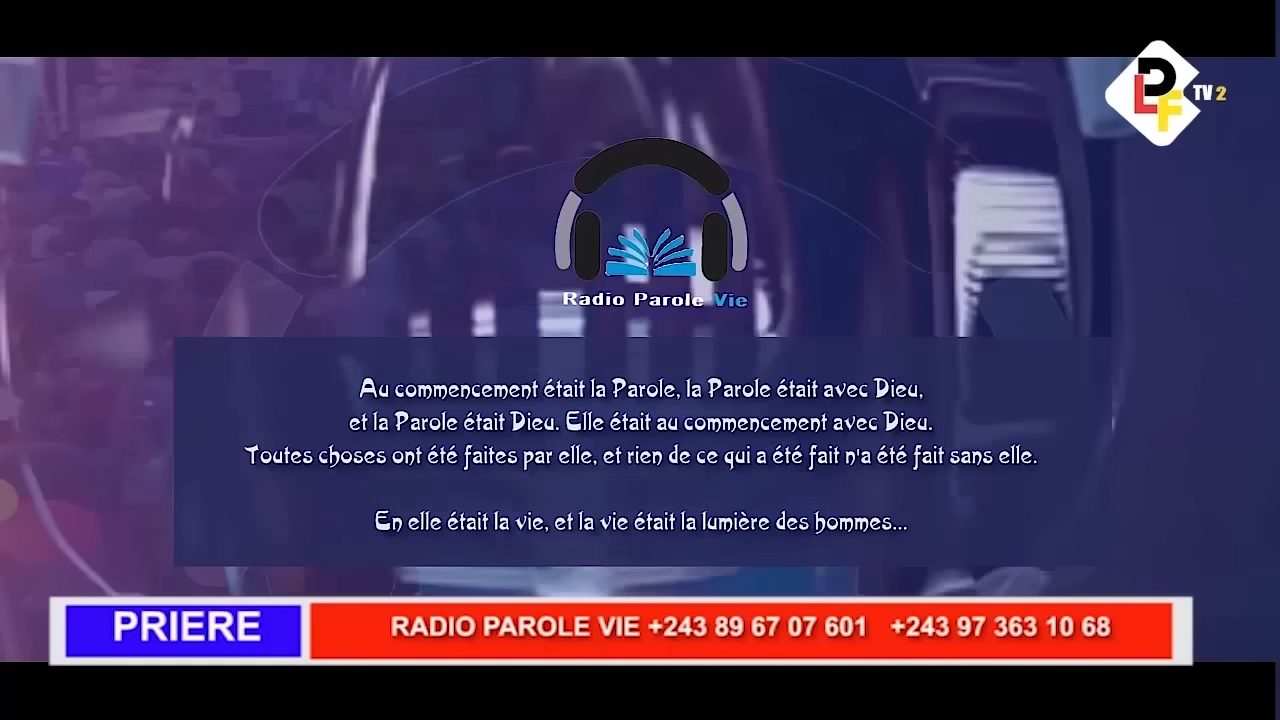 LDF TV 2
Radio Parole Vie
Au commencement était la Parole, la Parole était avec Dieu,
et la Parole était Dieu. Elle était au commencement avec Dieu.
Toutes choses ont été faites par elle, et rien de ce qui a été fait n'a été fait sans elle.
En elle était la vie, et la vie était la lumière des hommes...
PRIERE
RADIO PAROLE VIE +243 89 67 07 601 +243 97 363 10 68